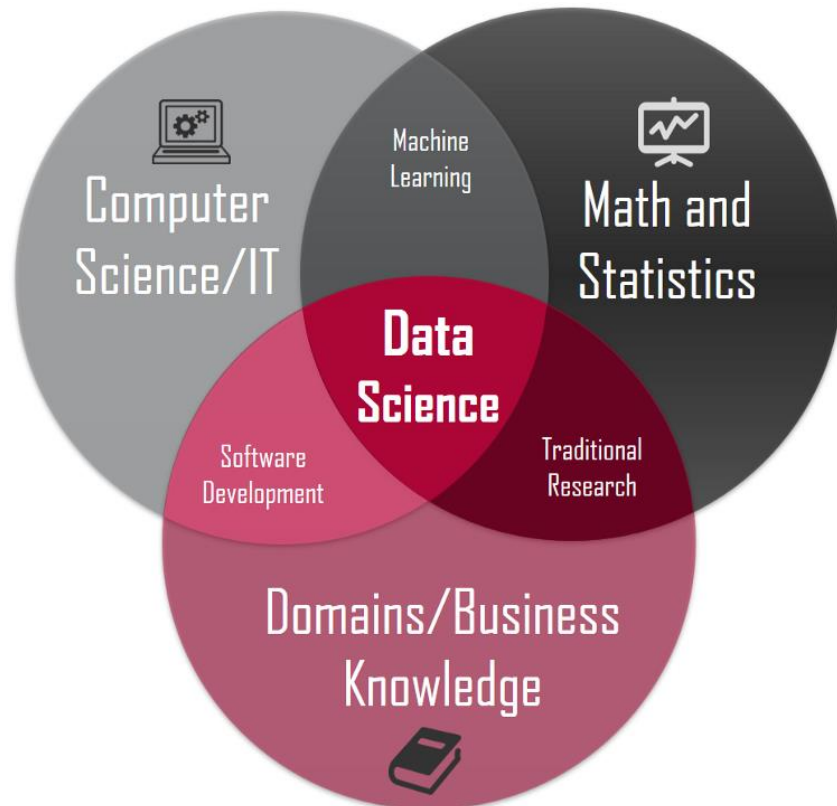 Machine
Learning
Computer
Science/IT
Math and
Statistics
Data
Science
Software
Development
Traditional
Research
Domains/Business
Knowledge